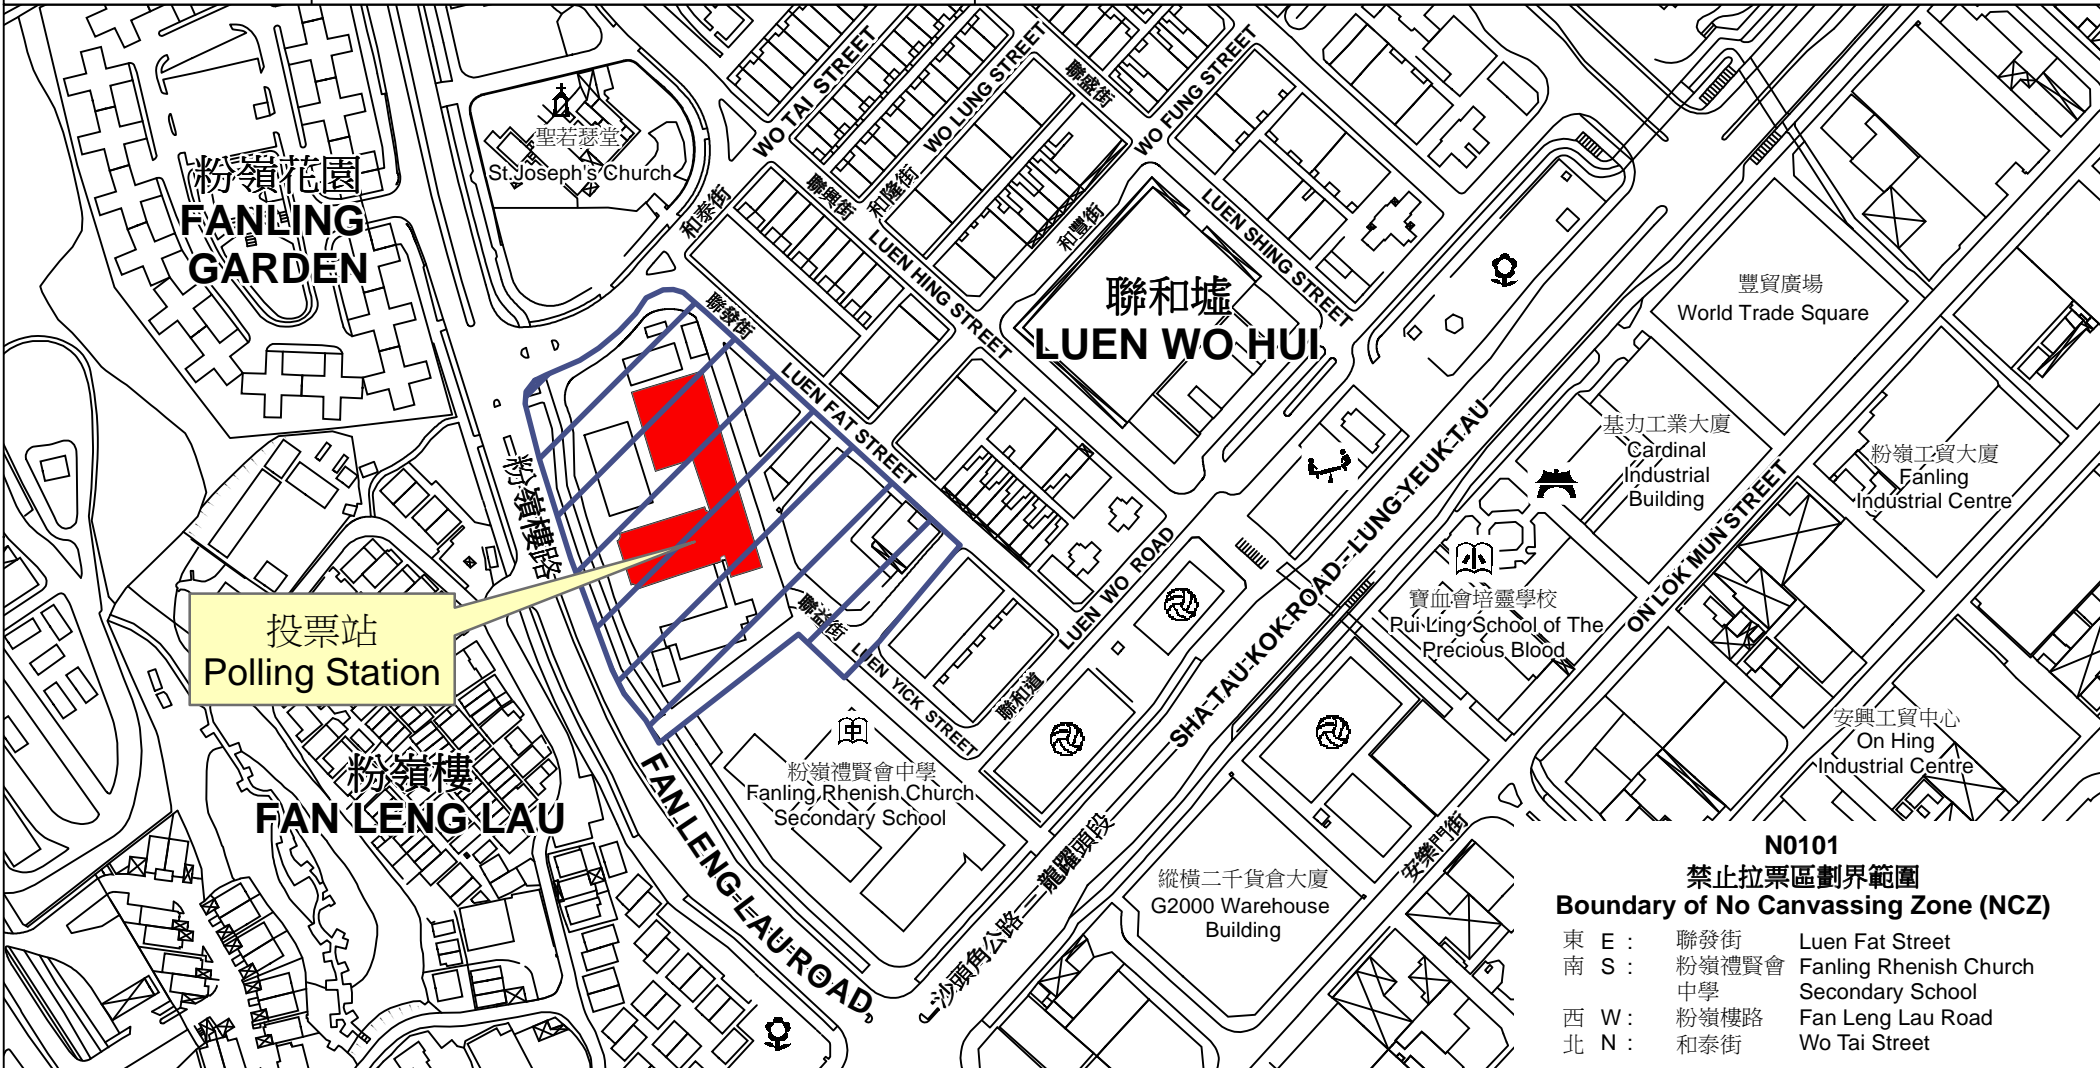 聖若瑟堂
St.Joseph's Church
粉嶺花園
FANLING
GARDEN
WO TAI STREET
和泰街
WO LUNG STREET
和隆街
聯盛街
WO FUNG STREET
和豐街
聯興街
LUEN HING STREET
LUEN SHING STREET
聯和墟
LUEN WO HUI
聯發街
LUEN FAT STREET
豐貿廣場
World Trade Square
基力工業大廈
Cardinal
Industrial
Building
粉嶺工貿大廈
Fanling
Industrial Centre
粉嶺樓路
投票站
Polling Station
聯益街
LUEN YICK STREET
LUEN WO ROAD
聯和道
SHA TAU KOK ROAD - LUNG YEUK TAU
ON LOK MUN STREET
寶血會培靈學校
Pui Ling School of The
Precious Blood
安興工貿中心
On Hing
Industrial Centre
中
粉嶺禮賢會中學
Fanling Rhenish Church
Secondary School
粉嶺樓
FAN LENG LAU
FAN LENG LAU ROAD
沙頭角公路－龍躍頭段
縱橫二千貨倉大廈
G2000 Warehouse
Building
安樂門街
N0101
禁止拉票區劃界範圍
Boundary of No Canvassing Zone (NCZ)
東 E : 聯發街 Luen Fat Street
南 S : 粉嶺禮賢會 Fanling Rhenish Church
中學 Secondary School
西 W : 粉嶺樓路 Fan Leng Lau Road
北 N : 和泰街 Wo Tai Street